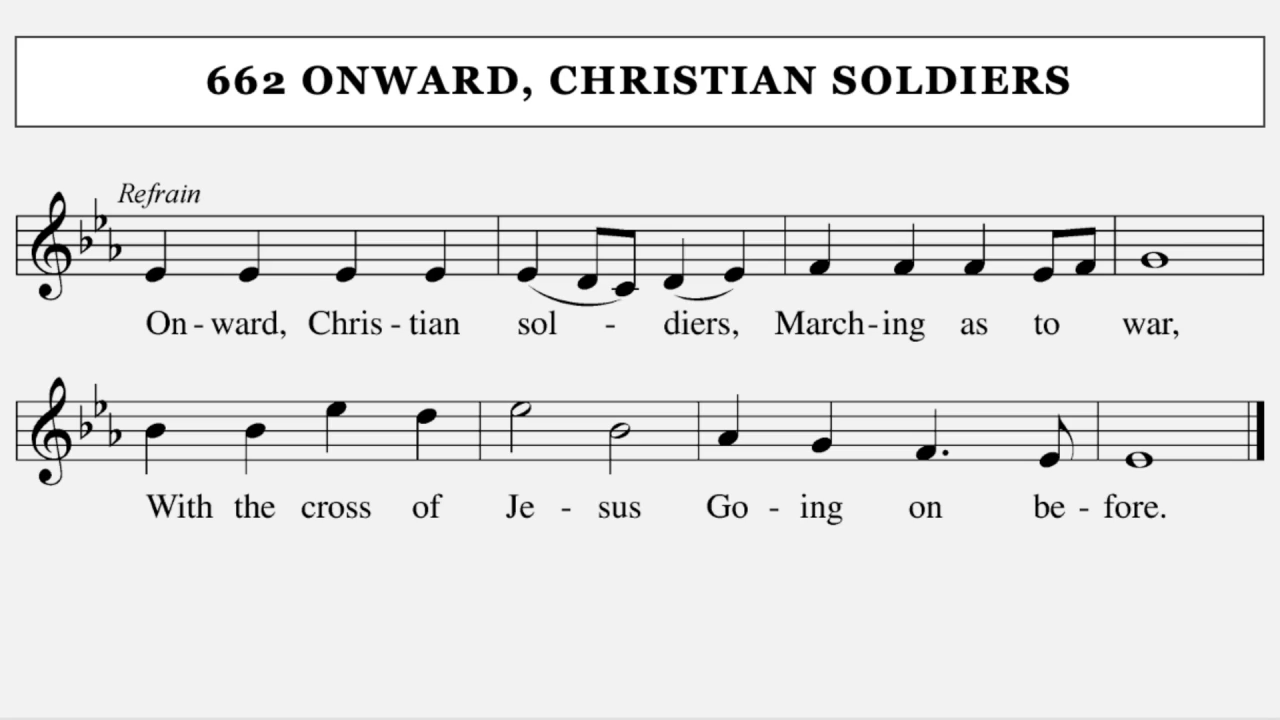 662 ONWARD, CHRISTIAN SOLDIERS
Refrain
On - ward, Chris - tian sol - diers, March - ing as to war,
With the cross of Je - sus Go - ing on be - fore.